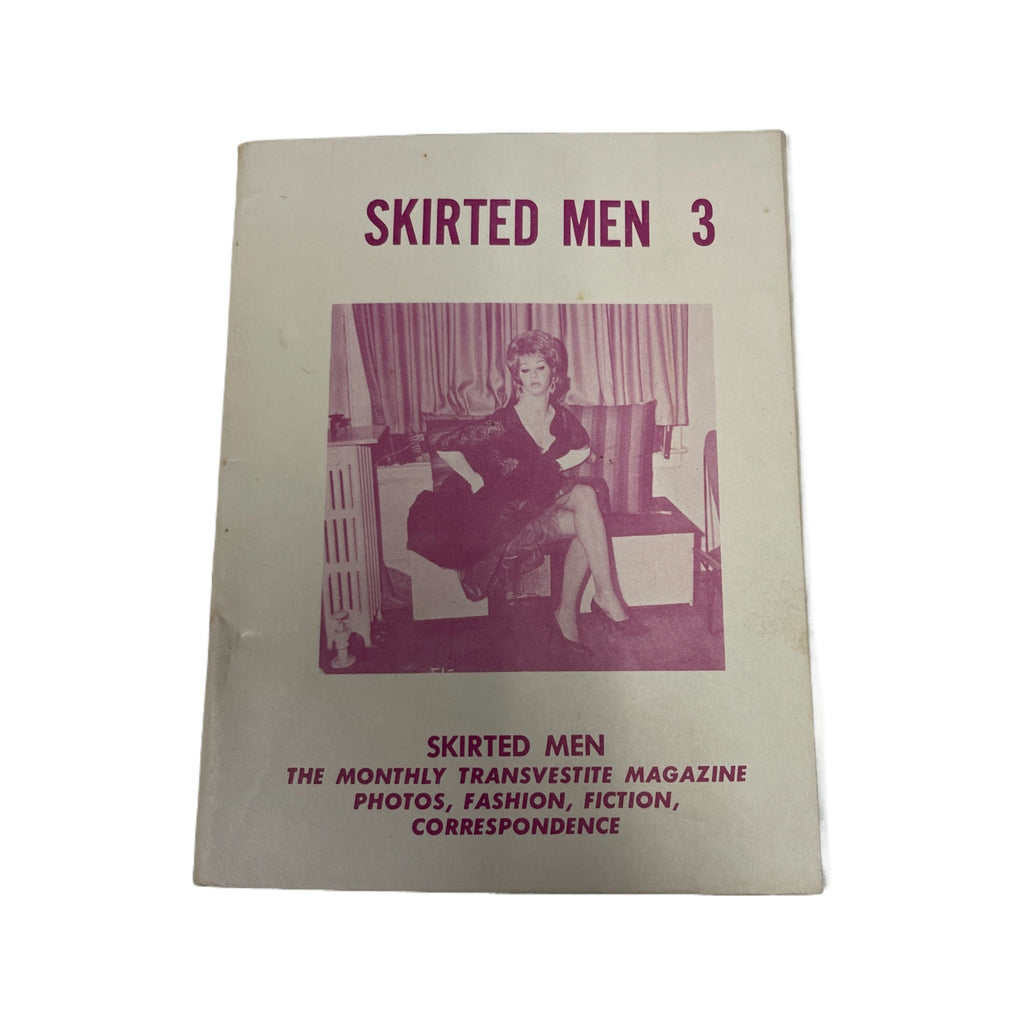 SKIRTED MEN 3
SKIRTED MEN
THE MONTHLY TRANSVESTITE MAGAZINE
PHOTOS, FASHION, FICTION,
CORRESPONDENCE